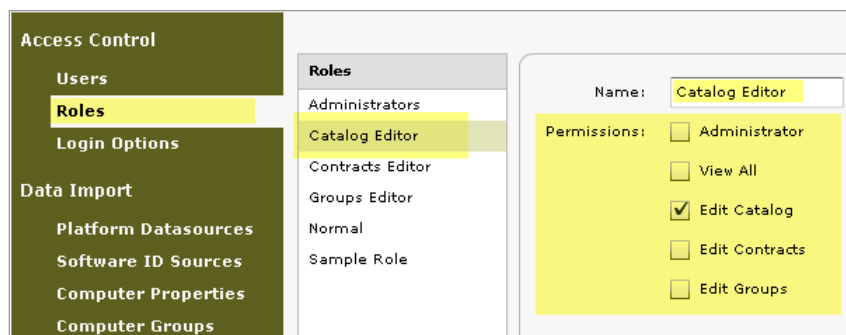 Access Control
Users
Roles
Login Options
Data Import
Platform Datasources
Software ID Sources
Computer Properties
Computer Groups
Roles
Administrators
Catalog Editor
Contracts Editor
Groups Editor
Normal
Sample Role
Name: Catalog Editor
Permissions: Administrator
View All
Edit Catalog
Edit Contracts
Edit Groups